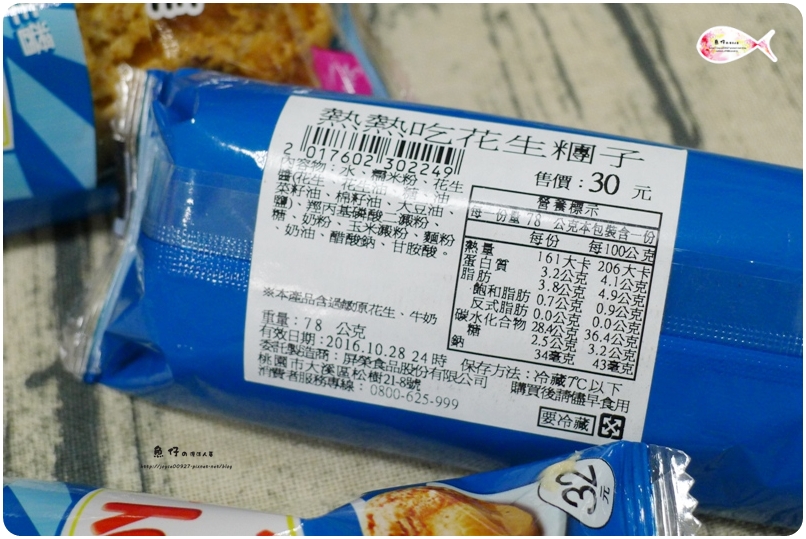 熱熱吃花生糰子
2 017602 302249
售價：30 元
內容物：水、糯米粉、花生
醬(花生、花生油、糖、油
菜籽油、棉籽油、大豆油、
鹽)、羥丙基磷酸二澱粉、
糖、奶粉、玉米澱粉、麵粉
、奶油、醋酸鈉、甘胺酸。
※本產品含過敏原花生、牛奶
重量：78 公克
有效日期：2016.10.28 24 時
委託製造商：屏榮食品股份有限公司
桃園市大溪區松樹21-8號
消費者服務專線： 0800-625-999
營養標示
每一份量 78 公克本包裝含一份
每份 每100公克
熱量 161大卡 206大卡
蛋白質 3.2公克 4.1公克
脂肪 3.8公克 4.9公克
飽和脂肪 0.7公克 0.9公克
反式脂肪 0.0公克 0.0公克
碳水化合物 28.4公克 36.4公克
糖 2.5公克 3.2公克
鈉 34毫克 43毫克
保存方法：冷藏7℃以下
購買後請儘早食用
要冷藏
32元
魚仔
http://joyce00927.pixnet.net/blog